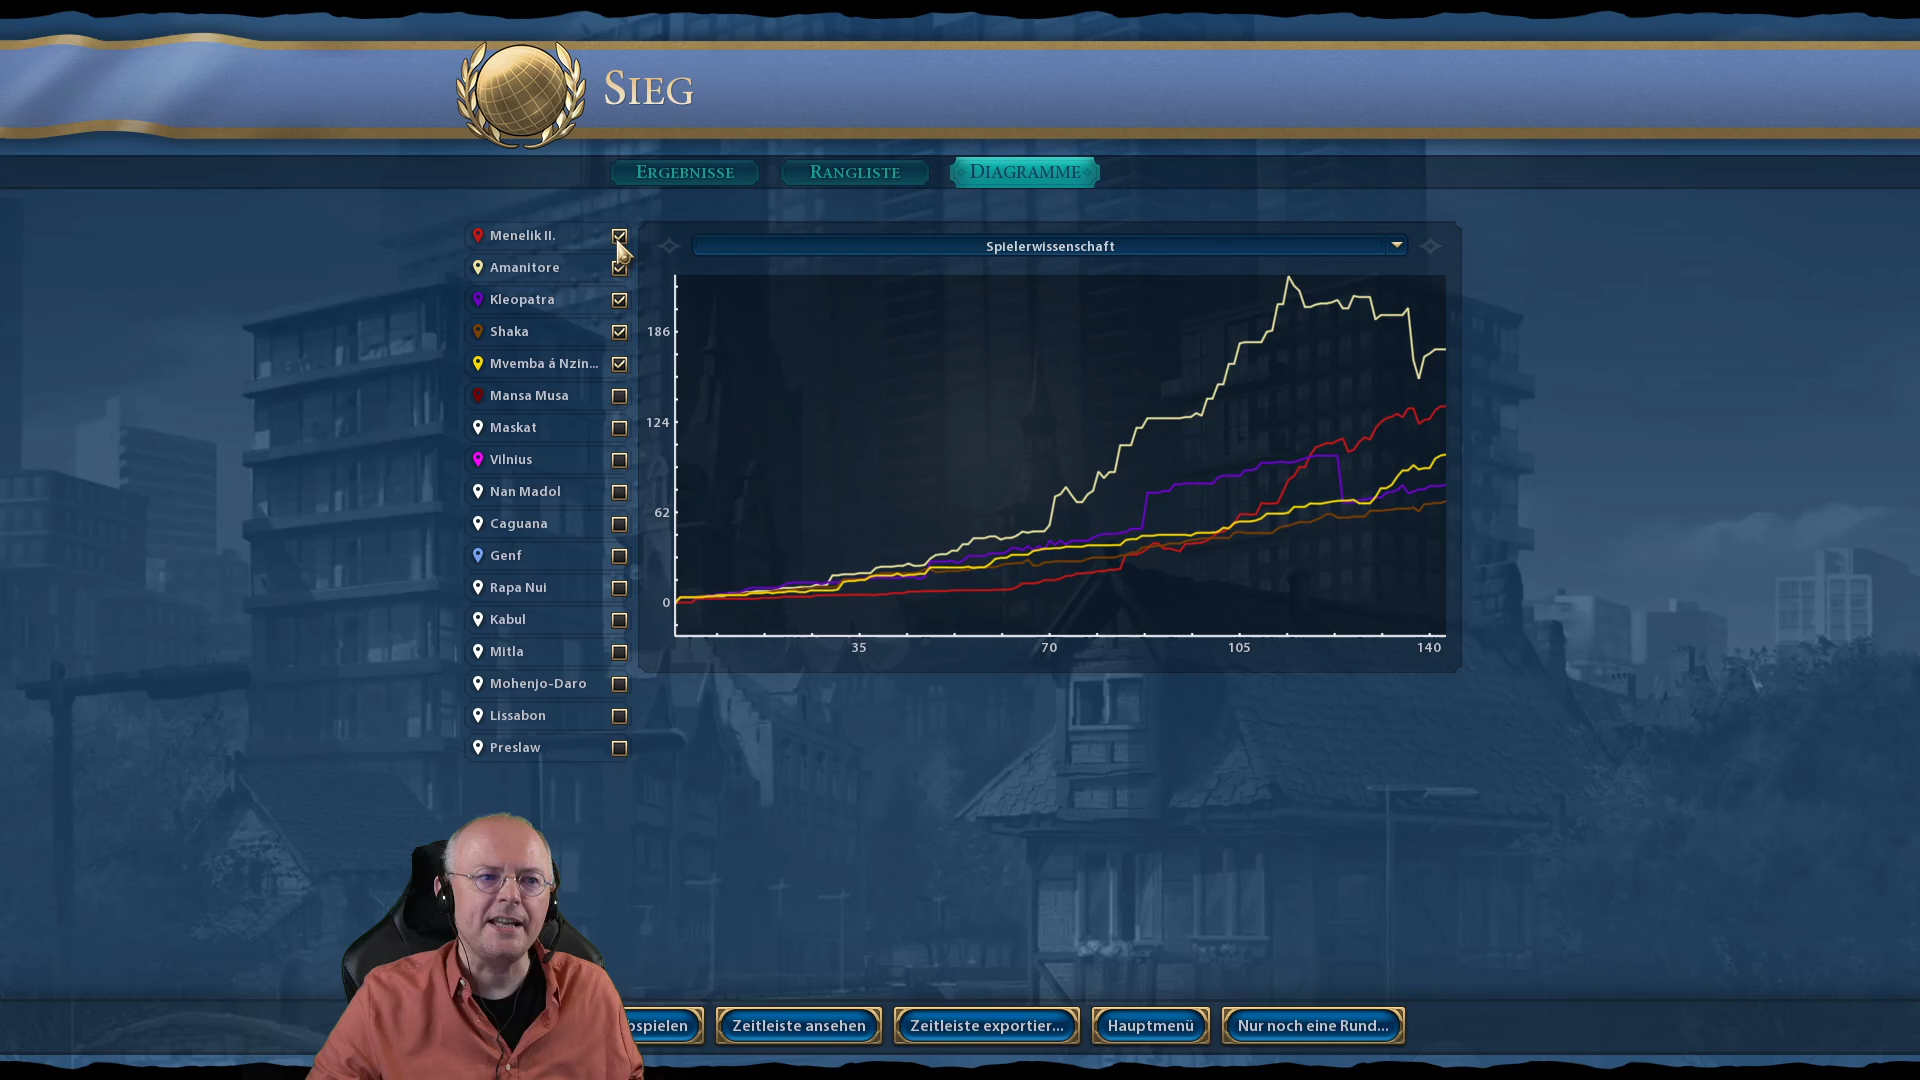 SIEG
ERGEBNISSE
RANGLISTE
DIAGRAMME
Menelik II.
Amanitore
Kleopatra
Shaka
Mvemba á Nzin...
Mansa Musa
Maskat
Vilnius
Nan Madol
Caguana
Genf
Rapa Nui
Kabul
Mitla
Mohenjo-Daro
Lissabon
Preslaw
Spielerwissenschaft
186
124
62
0
35
70
105
140
Zeitleiste ansehen
Zeitleiste exportier...
Hauptmenü
Nur noch eine Rund...